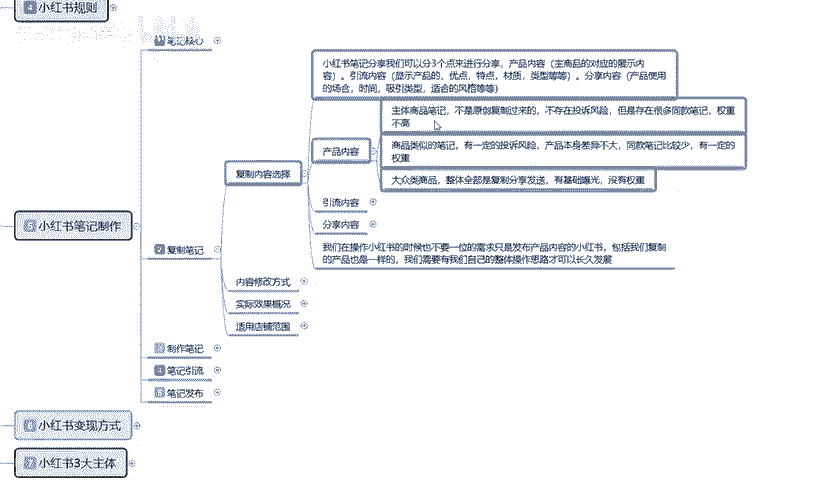 4 小红书规则
1 笔记核心
小红书笔记分享我们可以分3个点来进行分享，产品内容（主商品的对应的展示内
容）。引流内容（显示产品的，优点，特点，材质，类型等等）。分享内容（产品使用
的场合，时间，吸引类型，适合的风格等等）
主体商品笔记，不是原创复制过来的，不存在投诉风险，但是存在很多同款笔记，权重
不高
产品内容
商品类似的笔记，有一定的投诉风险，产品本身差异不大，同款笔记比较少，有一定的
权重
复制内容选择
大众类商品，整体全部是复制分享发送，有基础曝光，没有权重
引流内容
5 小红书笔记制作
分享内容
2 复制笔记
我们在操作小红书的时候也不要一位的需求只是发布产品内容的小红书，包括我们复制
的产品也是一样的，我们需要有我们自己的整体操作思路才可以长久发展
内容修改方式
实际效果概况
适用店铺范围
3 制作笔记
4 笔记引流
5 笔记发布
6 小红书变现方式
7 小红书3大主体